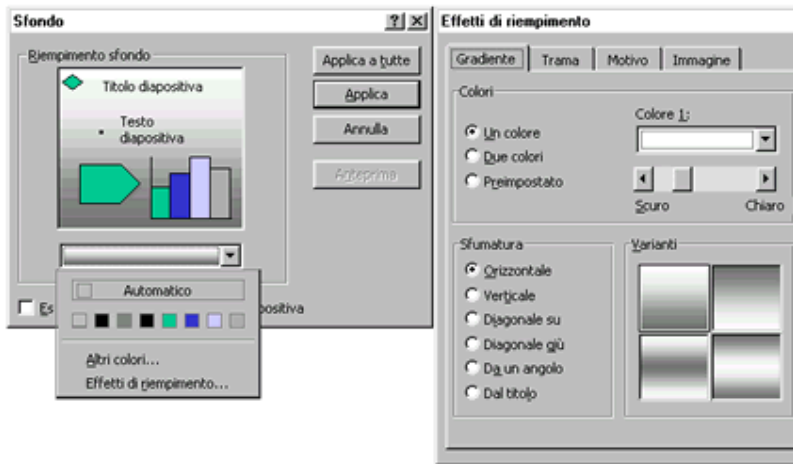 Sfondo
Riempimento sfondo
Titolo diapositiva
Testo
diapositiva
Applica a tutte
Applica
Annulla
Anteprima
Automatico
Es
positiva
Altri colori...
Effetti di riempimento...
Effetti di riempimento
Gradiente
Trama
Motivo
Immagine
Colori
Un colore
Due colori
Preimpostato
Colore 1:
Scuro
Chiaro
Sfumatura
Orizzontale
Verticale
Diagonale su
Diagonale giù
Da un angolo
Dal titolo
Varianti